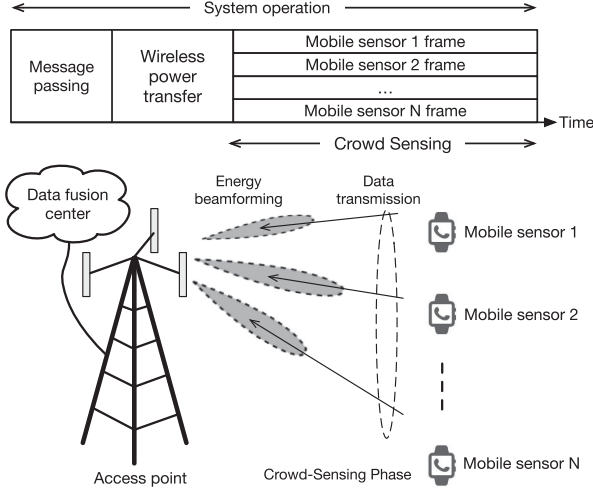 System operation
Message
passing
Wireless
power
transfer
Mobile sensor 1 frame
Mobile sensor 2 frame
...
Mobile sensor N frame
Time
Crowd Sensing
Data fusion
center
Energy
beamforming
Data
transmission
Mobile sensor 1
Mobile sensor 2
Mobile sensor N
Access point
Crowd-Sensing Phase